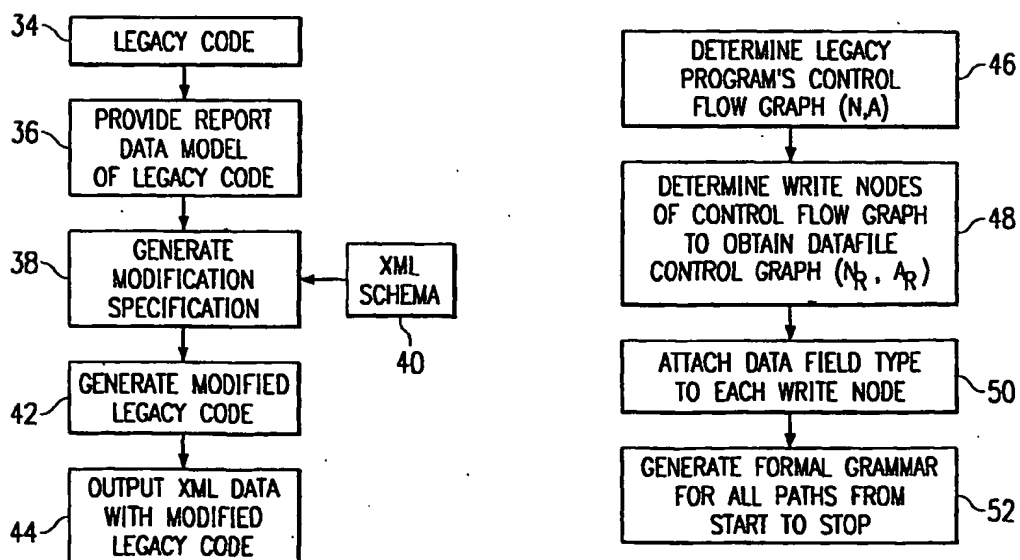 34
LEGACY CODE
36
PROVIDE REPORT
DATA MODEL
OF LEGACY CODE
38
GENERATE
MODIFICATION
SPECIFICATION
XML
SCHEMA
40
42
GENERATE MODIFIED
LEGACY CODE
44
OUTPUT XML DATA
WITH MODIFIED
LEGACY CODE
DETERMINE LEGACY
PROGRAM'S CONTROL
FLOW GRAPH (N,A)
46
DETERMINE WRITE NODES
OF CONTROL FLOW GRAPH
TO OBTAIN DATAFILE
CONTROL GRAPH (NR , AR)
48
ATTACH DATA FIELD TYPE
TO EACH WRITE NODE
50
GENERATE FORMAL GRAMMAR
FOR ALL PATHS FROM
START TO STOP
52